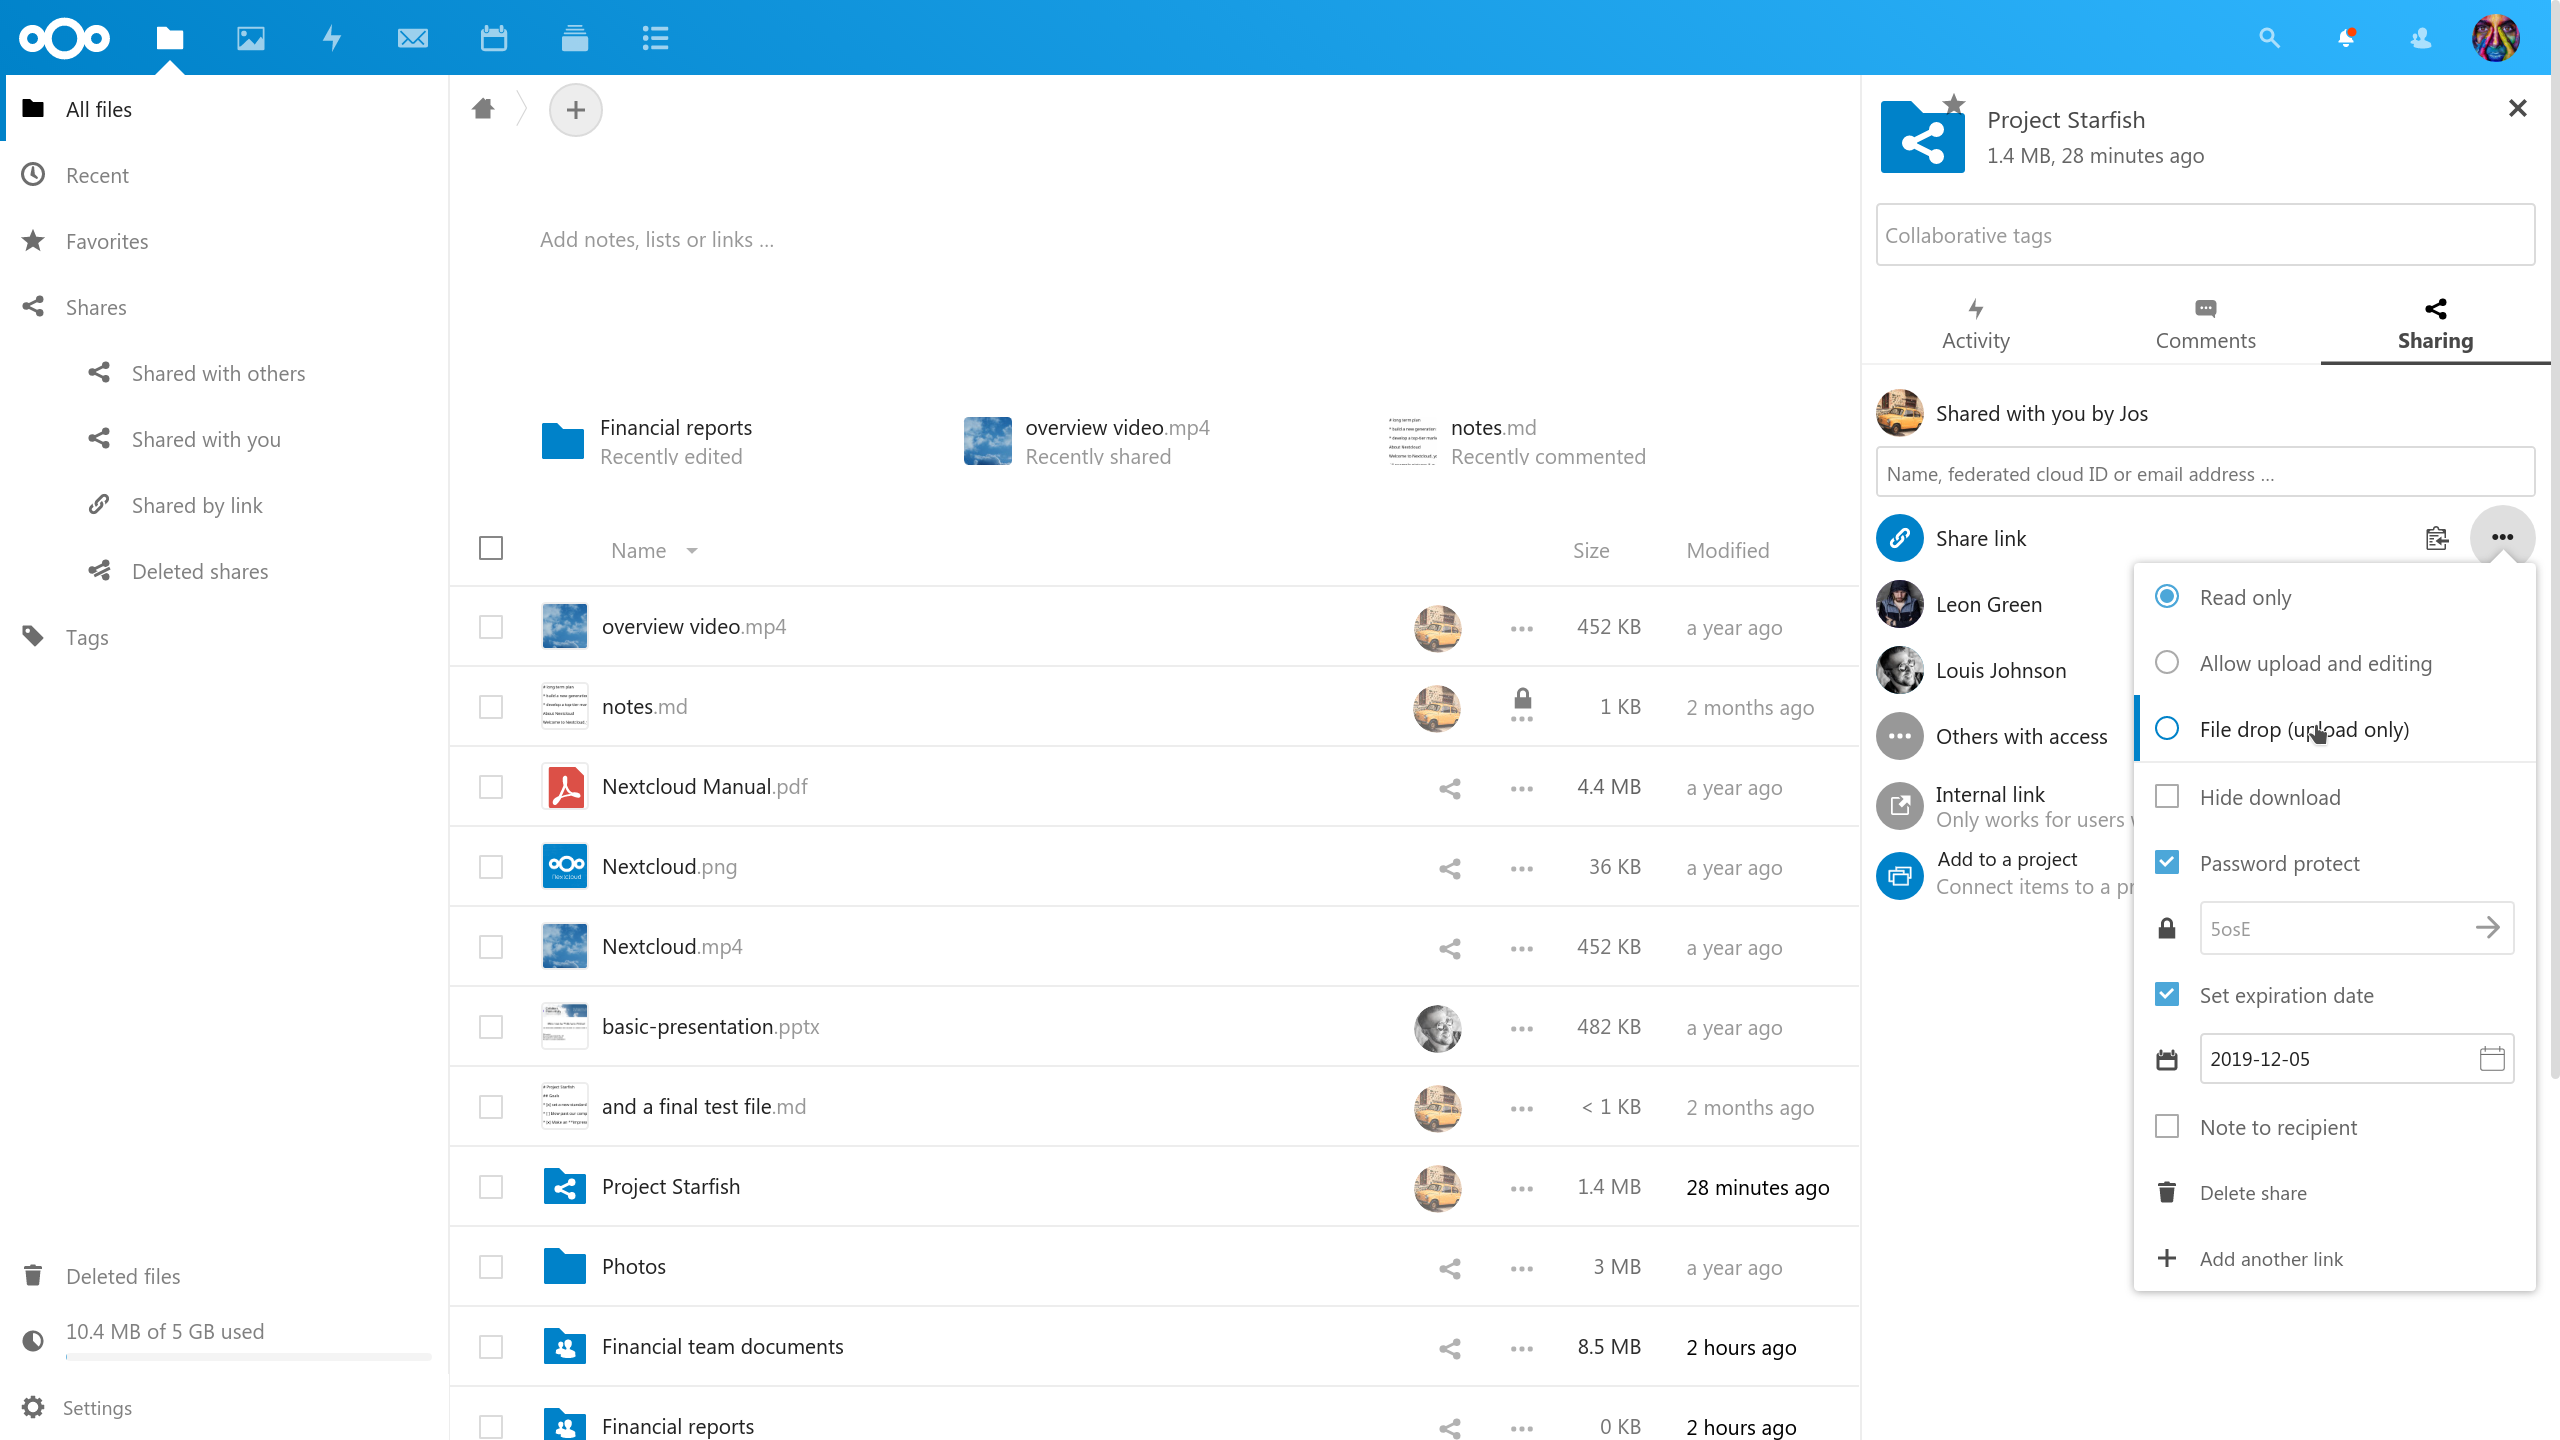 All files
Recent
Favorites
Shares
Shared with others
Shared with you
Shared by link
Deleted shares
Tags
Deleted files
10.4 MB of 5 GB used
Settings
Add notes, lists or links ...
Financial reports
Recently edited
overview video.mp4
Recently shared
notes.md
Recently commented
Name Size Modified
overview video.mp4 452 KB a year ago
notes.md 1 KB 2 months ago
Nextcloud Manual.pdf 4.4 MB a year ago
Nextcloud.png 36 KB a year ago
Nextcloud.mp4 452 KB a year ago
basic-presentation.pptx 482 KB a year ago
and a final test file.md < 1 KB 2 months ago
Project Starfish 1.4 MB 28 minutes ago
Photos 3 MB a year ago
Financial team documents 8.5 MB 2 hours ago
Financial reports 0 KB 2 hours ago
Project Starfish
1.4 MB, 28 minutes ago
Collaborative tags
Activity Comments Sharing
Shared with you by Jos
Name, federated cloud ID or email address ...
Share link
Leon Green
Louis Johnson
Others with access
Internal link
Only works for users
Add to a project
Connect items to a
Read only
Allow upload and editing
File drop (upload only)
Hide download
Password protect
5osE
Set expiration date
2019-12-05
Note to recipient
Delete share
Add another link